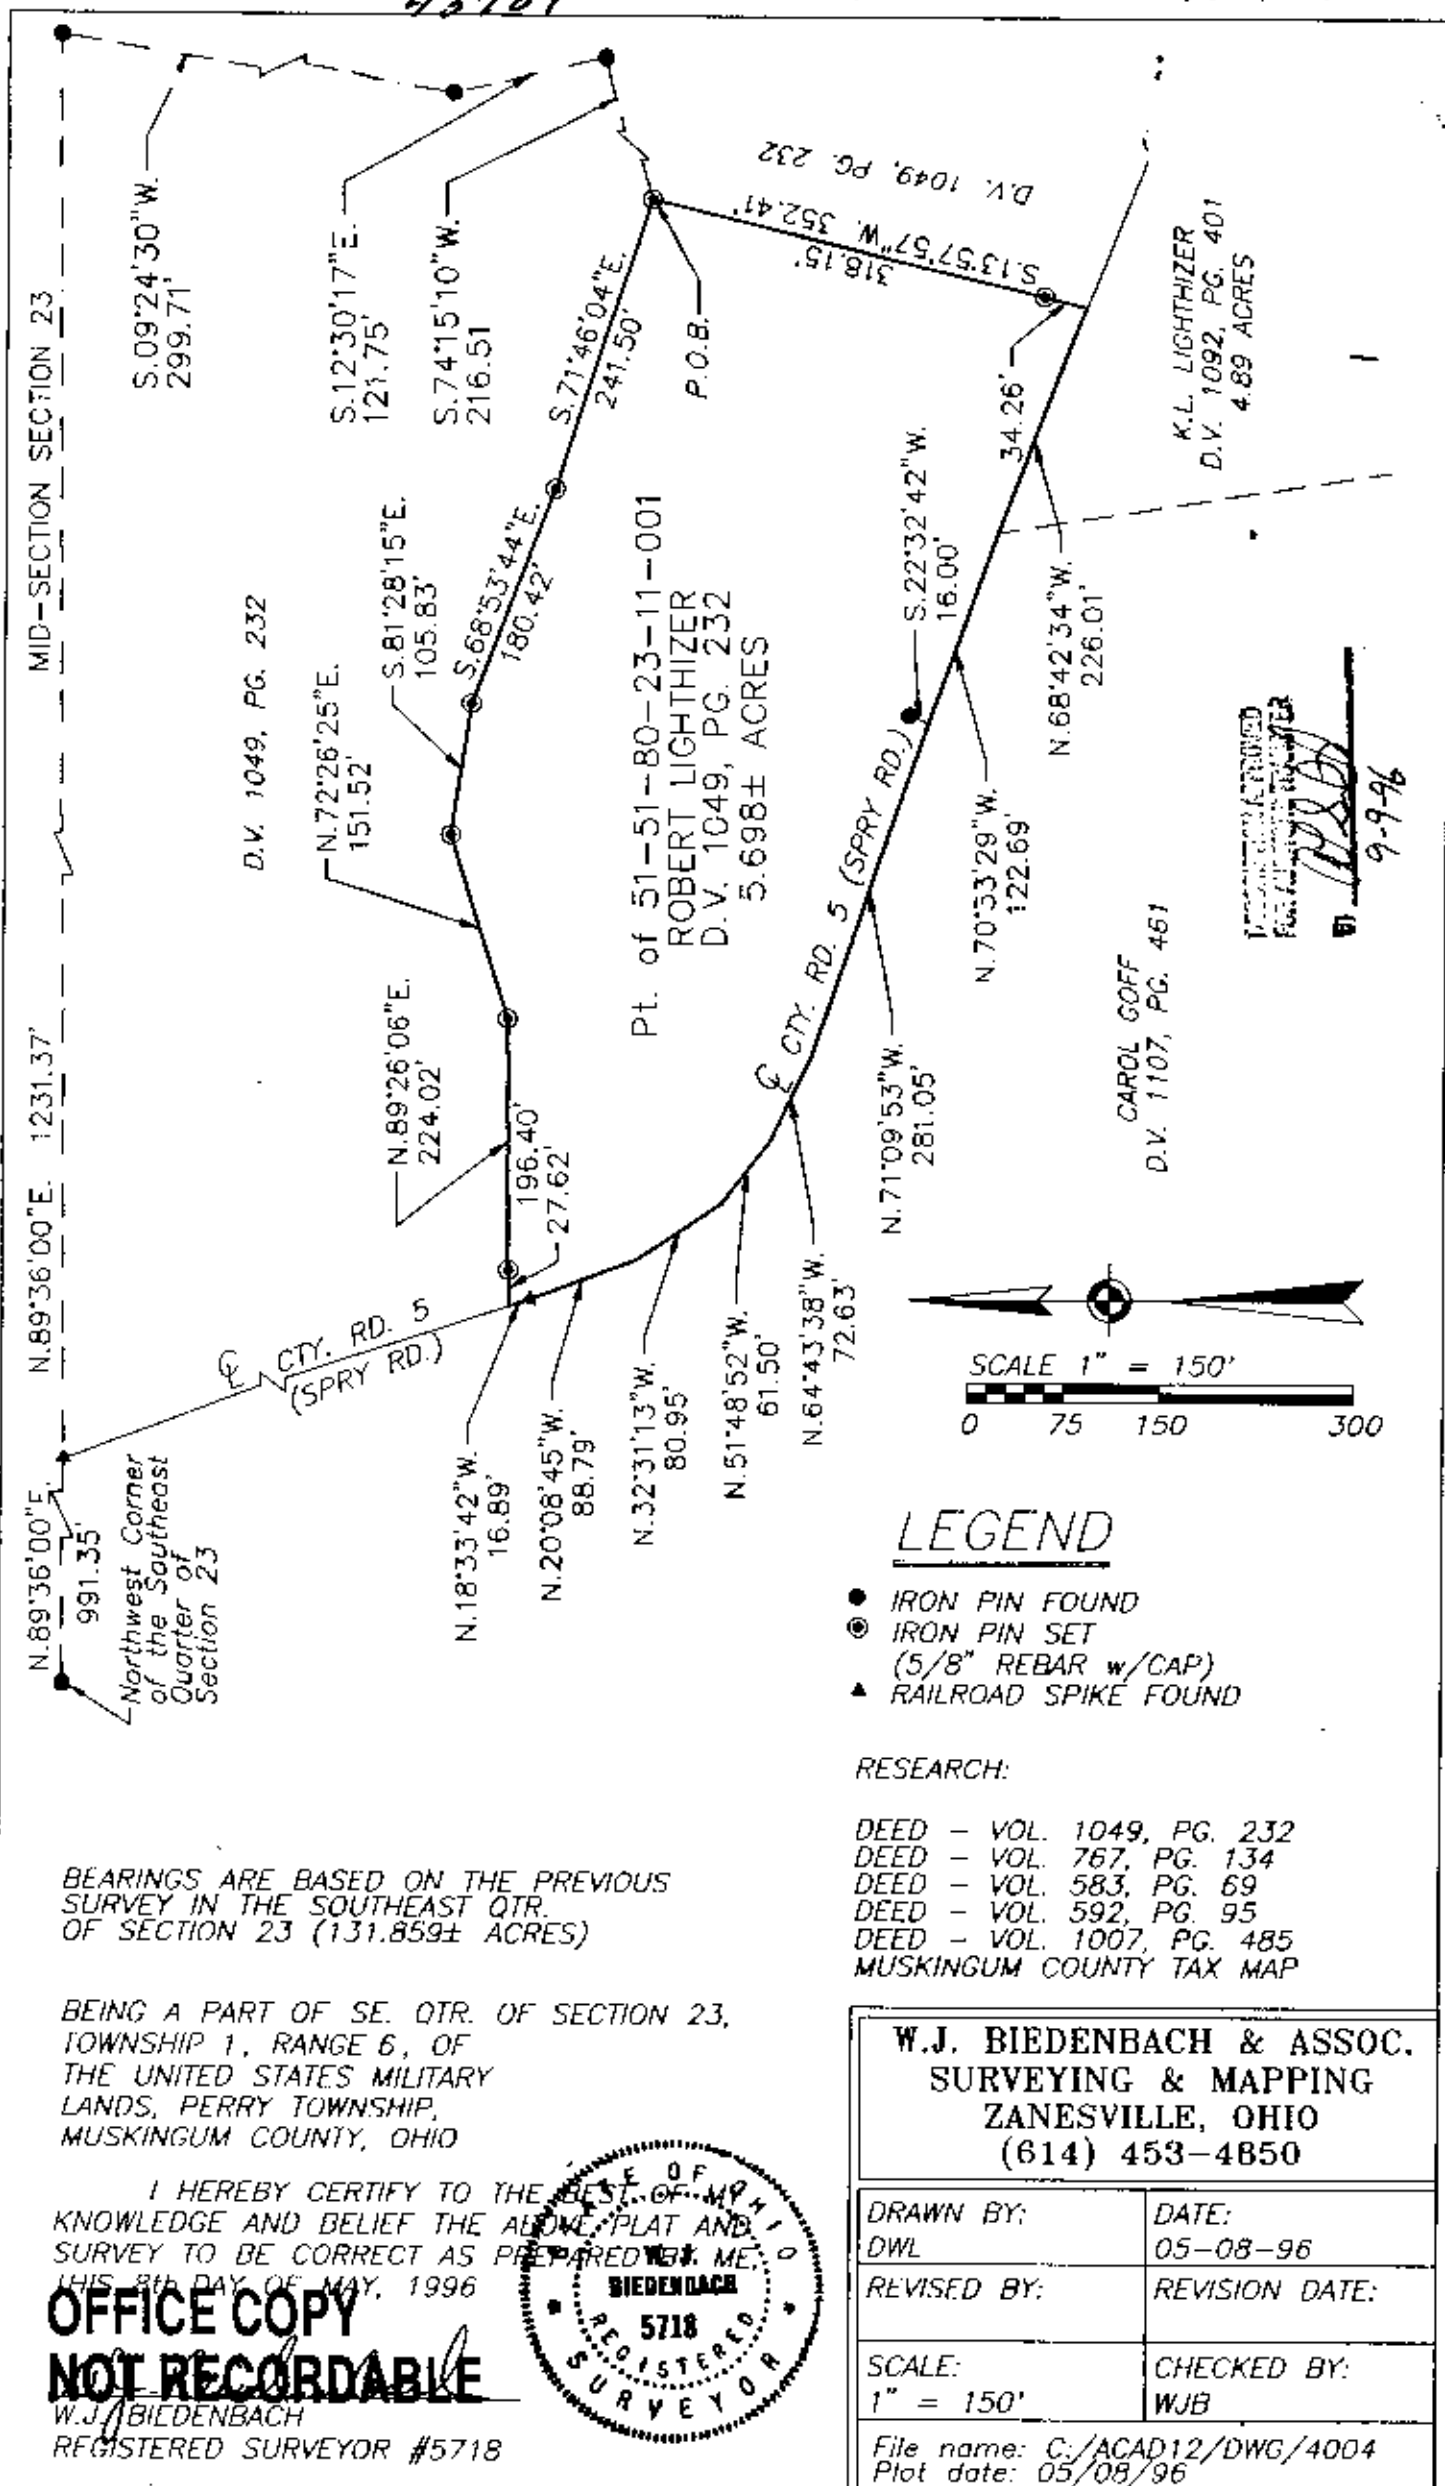 MID-SECTION SECTION 23
N.89°36'00"E. 1231.37'
N.89°36'00"E
991.35'
Northwest Corner
of the Southeast
Quarter of
Section 23
S.09°24'30"W.
299.71'
S.12°30'17"E.
121.75'
S.74°15'10"W.
216.51
D.V. 1049, PG. 232
S.13°57'57"W. 352.41'
318.15'
34.26'
P.O.B.
S.71°46'04"E.
241.50'
S.68°53'44"E.
180.42'
S.81°28'15"E.
105.83'
N.72°26'25"E.
151.52'
D.V. 1049, PG. 232
N.89°26'06"E.
224.02'
196.40'
27.62'
Pt. of 51-51-80-23-11-001
ROBERT LIGHTHIZER
D.V. 1049, PG. 232
5.698± ACRES
K.L. LIGHTHIZER
D.V. 1092, PG. 401
4.89 ACRES
S.22°32'42"W.
16.00'
N.68°42'34"W.
226.01'
N.70°53'29"W.
122.69'
N.71°09'53"W.
281.05'
N.64°43'38"W.
72.63'
N.51°48'52"W.
61.50'
N.32°31'13"W.
80.95'
N.20°08'45"W.
88.79'
N.18°33'42"W.
16.89'
℄ CTY. RD. 5 (SPRY RD.)
℄ CTY. RD. 5
(SPRY RD.)
CAROL GOFF
D.V. 1107, PG. 461
9-9-96
SCALE 1" = 150'
0 75 150 300
LEGEND
IRON PIN FOUND
IRON PIN SET
(5/8" REBAR w/CAP)
RAILROAD SPIKE FOUND
RESEARCH:
DEED - VOL. 1049, PG. 232
DEED - VOL. 767, PG. 134
DEED - VOL. 583, PG. 69
DEED - VOL. 592, PG. 95
DEED - VOL. 1007, PG. 485
MUSKINGUM COUNTY TAX MAP
BEARINGS ARE BASED ON THE PREVIOUS
SURVEY IN THE SOUTHEAST QTR.
OF SECTION 23 (131.859± ACRES)
BEING A PART OF SE. QTR. OF SECTION 23,
TOWNSHIP 1, RANGE 6, OF
THE UNITED STATES MILITARY
LANDS, PERRY TOWNSHIP,
MUSKINGUM COUNTY, OHIO
I HEREBY CERTIFY TO THE BEST OF MY
KNOWLEDGE AND BELIEF THE ABOVE PLAT AND
SURVEY TO BE CORRECT AS PREPARED BY ME,
THIS 8th DAY OF MAY, 1996
OFFICE COPY
NOT RECORDABLE
W.J. BIEDENBACH
REGISTERED SURVEYOR #5718
STATE OF OHIO
W.J.
BIEDENBACH
5718
REGISTERED
SURVEYOR
W.J. BIEDENBACH & ASSOC.
SURVEYING & MAPPING
ZANESVILLE, OHIO
(614) 453-4850
DRAWN BY:
DWL
DATE:
05-08-96
REVISED BY:
REVISION DATE:
SCALE:
1" = 150'
CHECKED BY:
WJB
File name: C:/ACAD12/DWG/4004
Plot date: 05/08/96